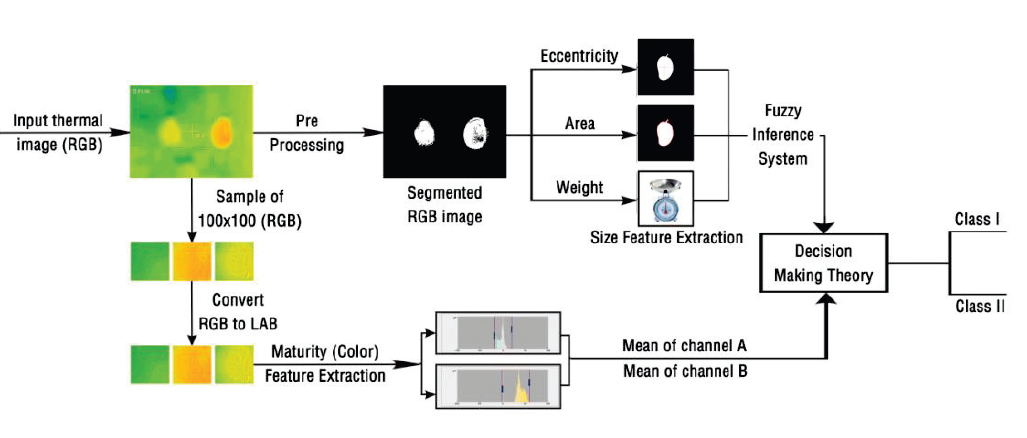 Input thermal
image (RGB)
Pre
Processing
Segmented
RGB image
Eccentricity
Area
Weight
Size Feature Extraction
Fuzzy
Inference
System
Sample of
100x100 (RGB)
Convert
RGB to LAB
Maturity (Color)
Feature Extraction
Mean of channel A
Mean of channel B
Decision
Making Theory
Class I
Class II